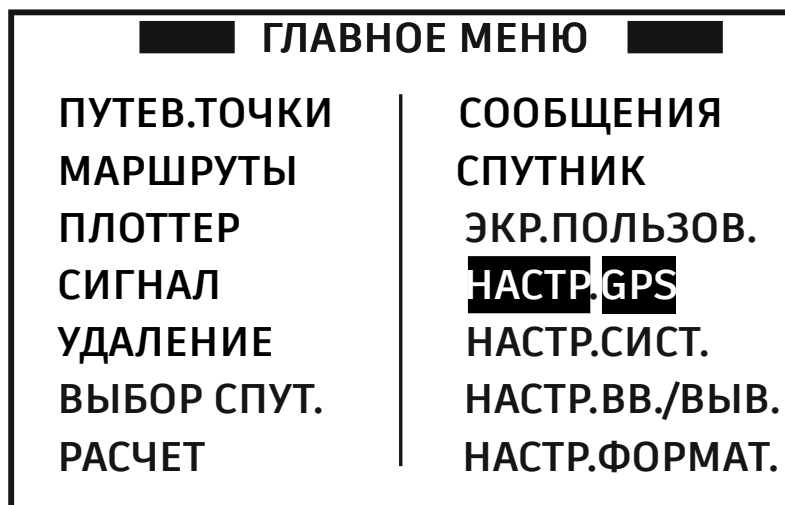 ГЛАВНОЕ МЕНЮ
ПУТЕВ.ТОЧКИ
МАРШРУТЫ
ПЛОТТЕР
СИГНАЛ
УДАЛЕНИЕ
ВЫБОР СПУТ.
РАСЧЕТ
СООБЩЕНИЯ
СПУТНИК
ЭКР.ПОЛЬЗОВ.
НАСТР.GPS
НАСТР.СИСТ.
НАСТР.ВВ./ВЫВ.
НАСТР.ФОРМАТ.